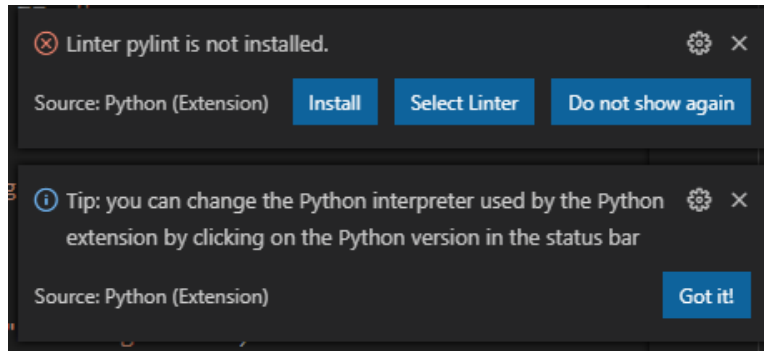 Linter pylint is not installed.
Source: Python (Extension)
Install
Select Linter
Do not show again
Tip: you can change the Python interpreter used by the Python
extension by clicking on the Python version in the status bar
Source: Python (Extension)
Got it!